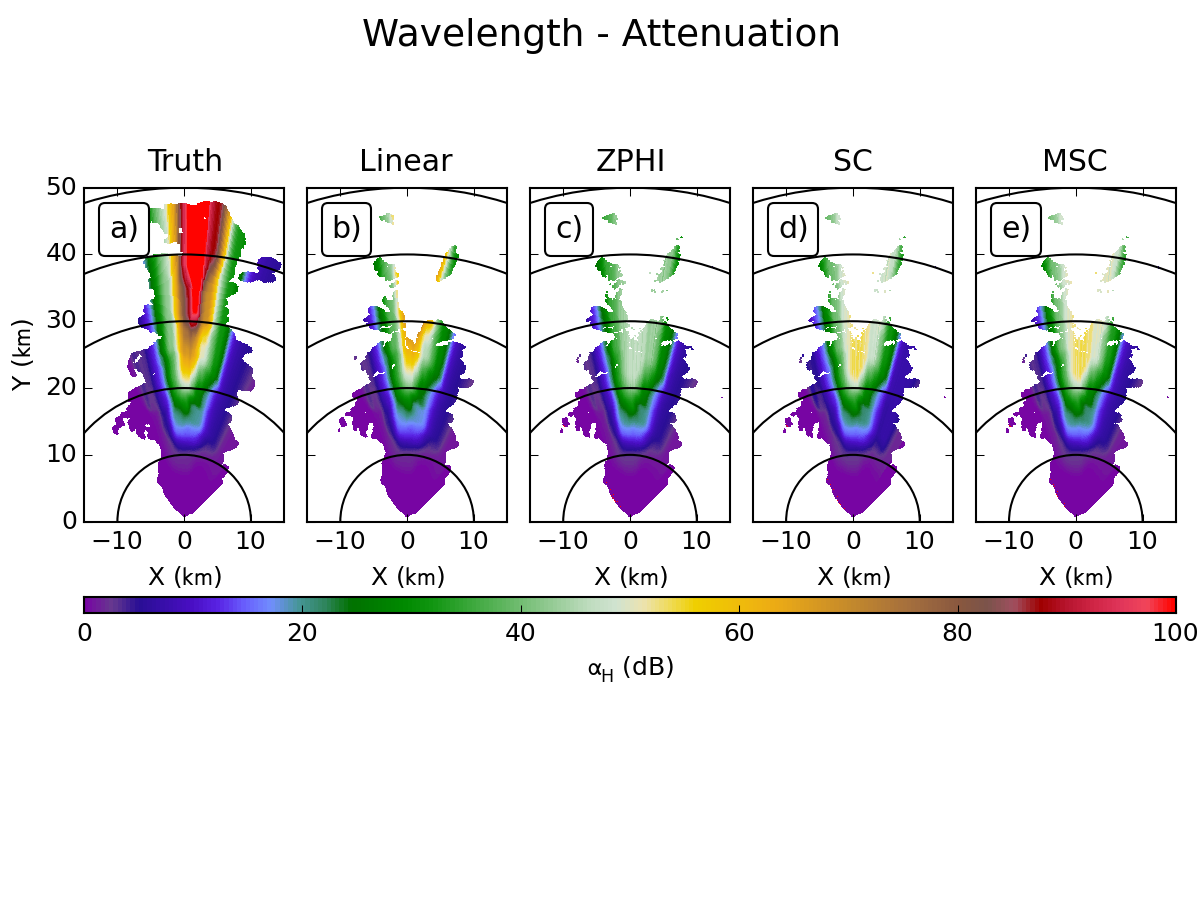 Wavelength - Attenuation
Truth Linear ZPHI SC MSC
a) b) c) d) e)
50
40
30
20
10
0
Y (km)
−10 0 10 −10 0 10 −10 0 10 −10 0 10 −10 0 10
X (km) X (km) X (km) X (km) X (km)
0 20 40 60 80 100
α_H (dB)